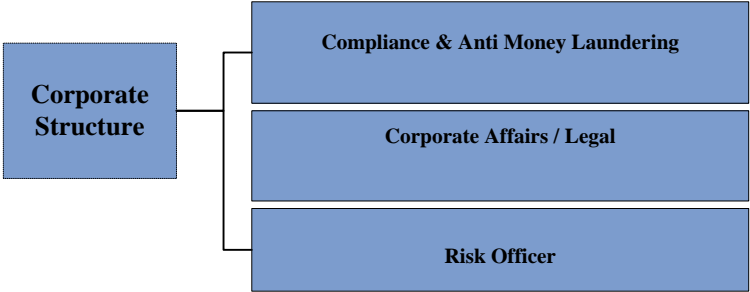 Corporate
Structure
Compliance & Anti Money Laundering
Corporate Affairs / Legal
Risk Officer